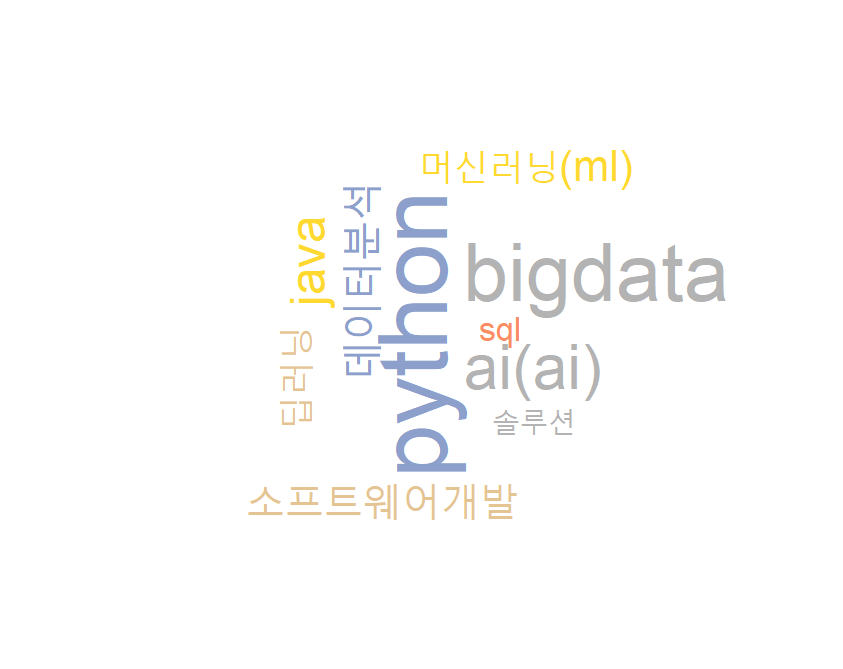 머신러닝(ml)
java
데이터분석
python
bigdata
sql
딥러닝
ai(ai)
솔루션
소프트웨어개발